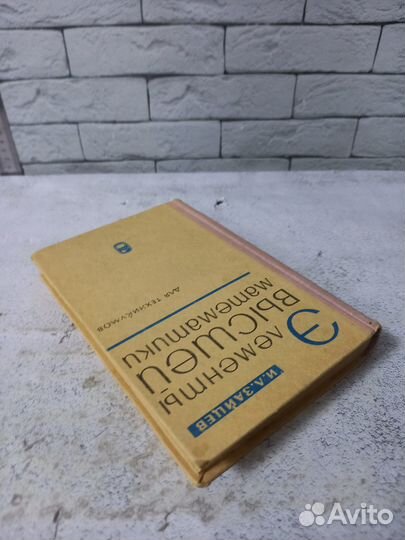 И.Л.ЗАЙЦЕВ
Элементы
ВЫСШЕЙ
математики
ДЛЯ ТЕХНИКУМОВ
Avito